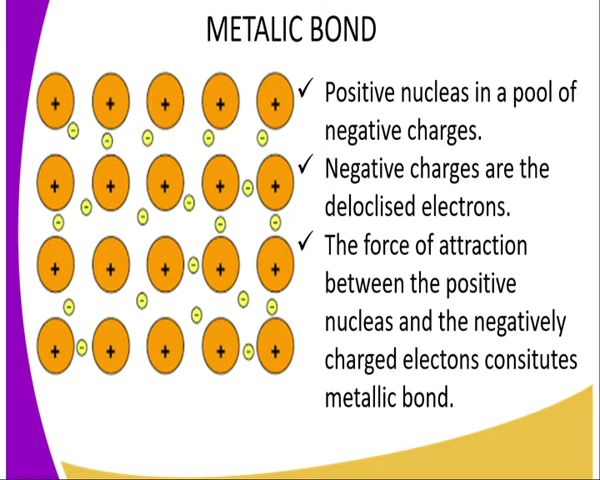 METALIC BOND
✓ Positive nucleas in a pool of
negative charges.
✓ Negative charges are the
deloclised electrons.
✓ The force of attraction
between the positive
nucleas and the negatively
charged electons consitutes
metallic bond.
+ + + + +
- - - - -
+ + + + +
-
- - -
- - -
+ + + + +
-
- - -
- - -
+ + + + +
- -